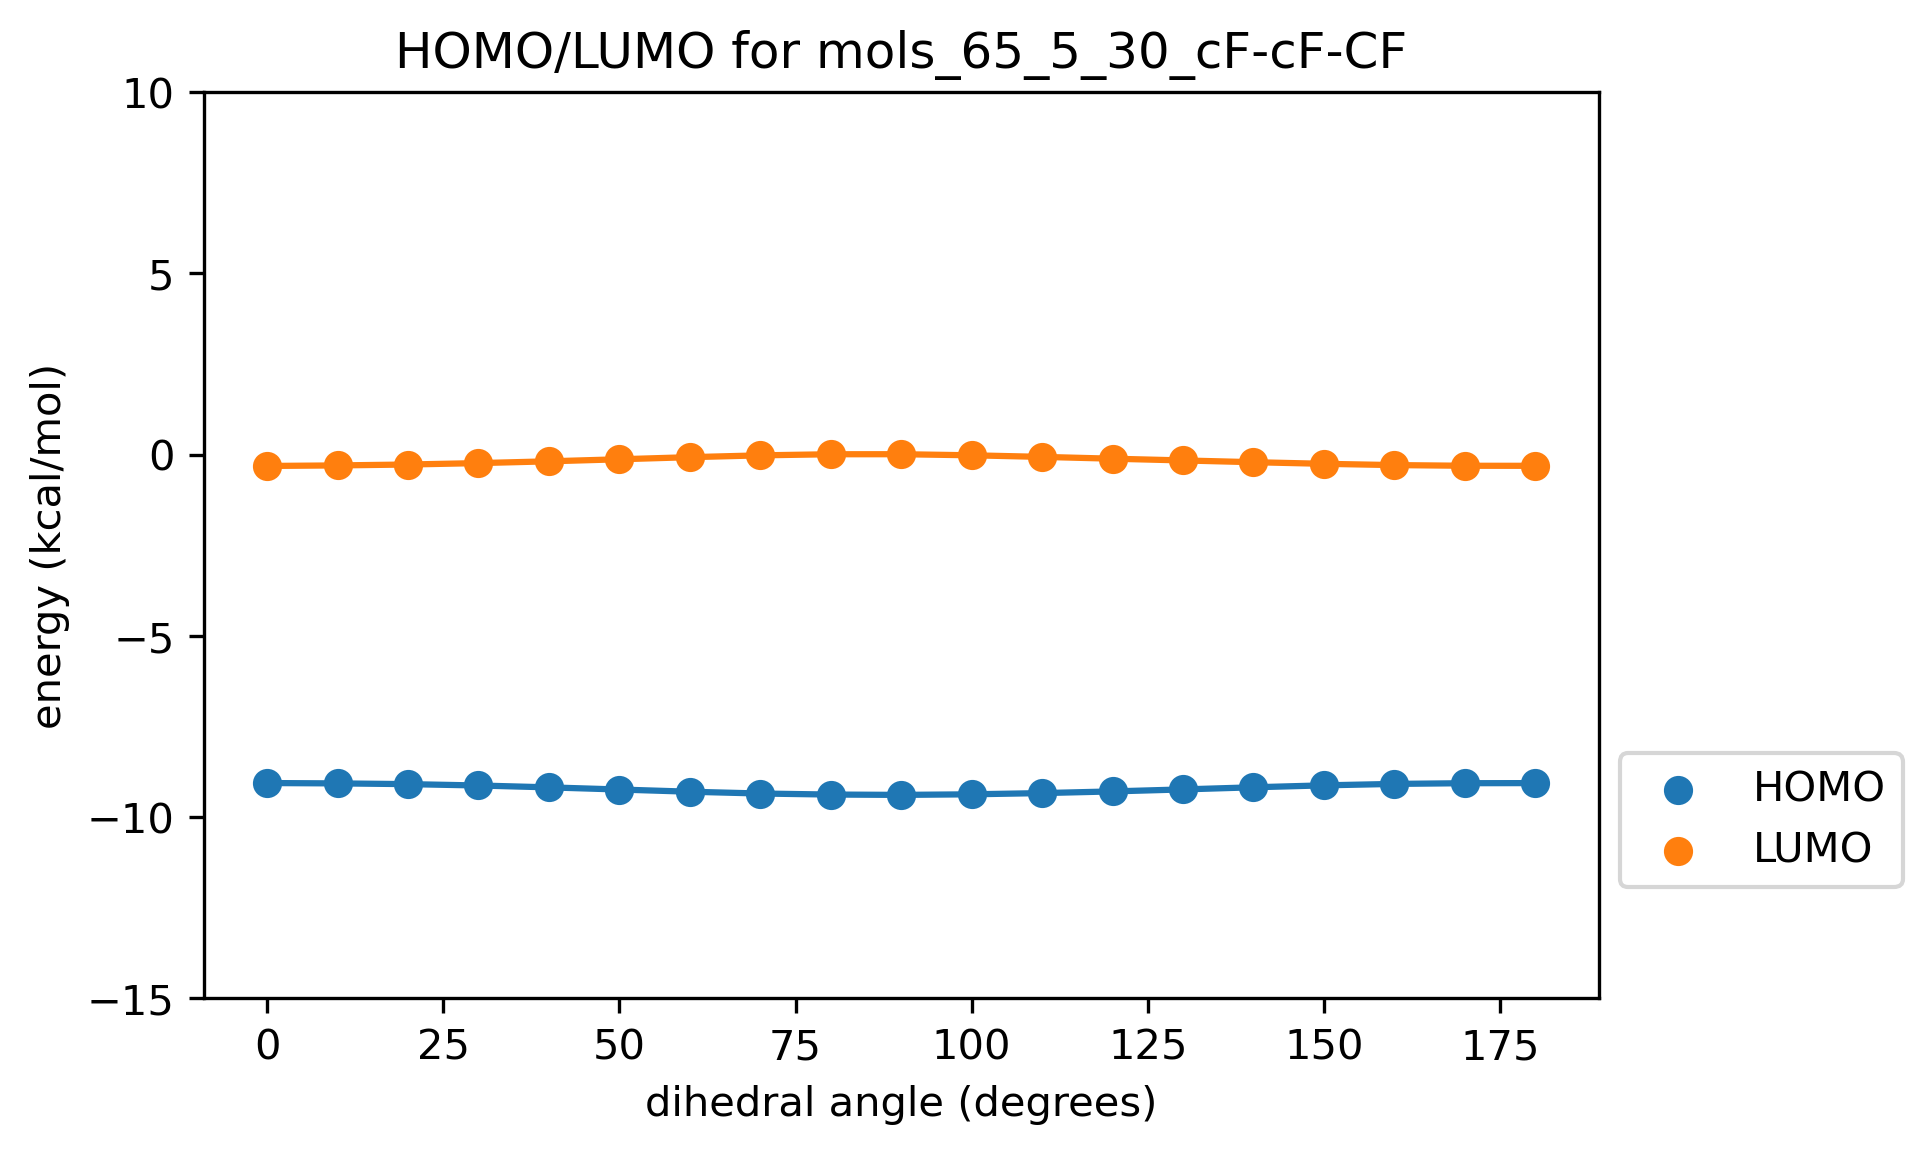 HOMO/LUMO for mols_65_5_30_cF-cF-CF
10
5
0
−5
−10
−15
energy (kcal/mol)
0 25 50 75 100 125 150 175
dihedral angle (degrees)
HOMO
LUMO